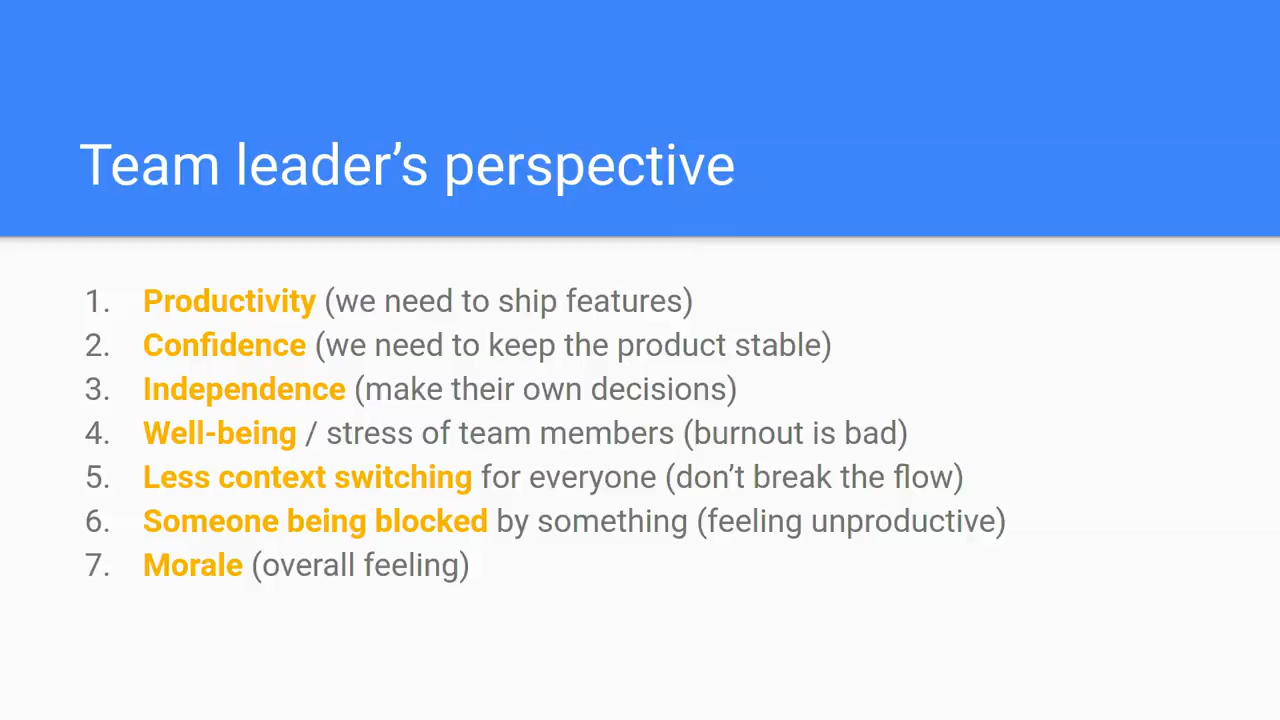 Team leader’s perspective
1. Productivity (we need to ship features)
2. Confidence (we need to keep the product stable)
3. Independence (make their own decisions)
4. Well-being / stress of team members (burnout is bad)
5. Less context switching for everyone (don’t break the flow)
6. Someone being blocked by something (feeling unproductive)
7. Morale (overall feeling)